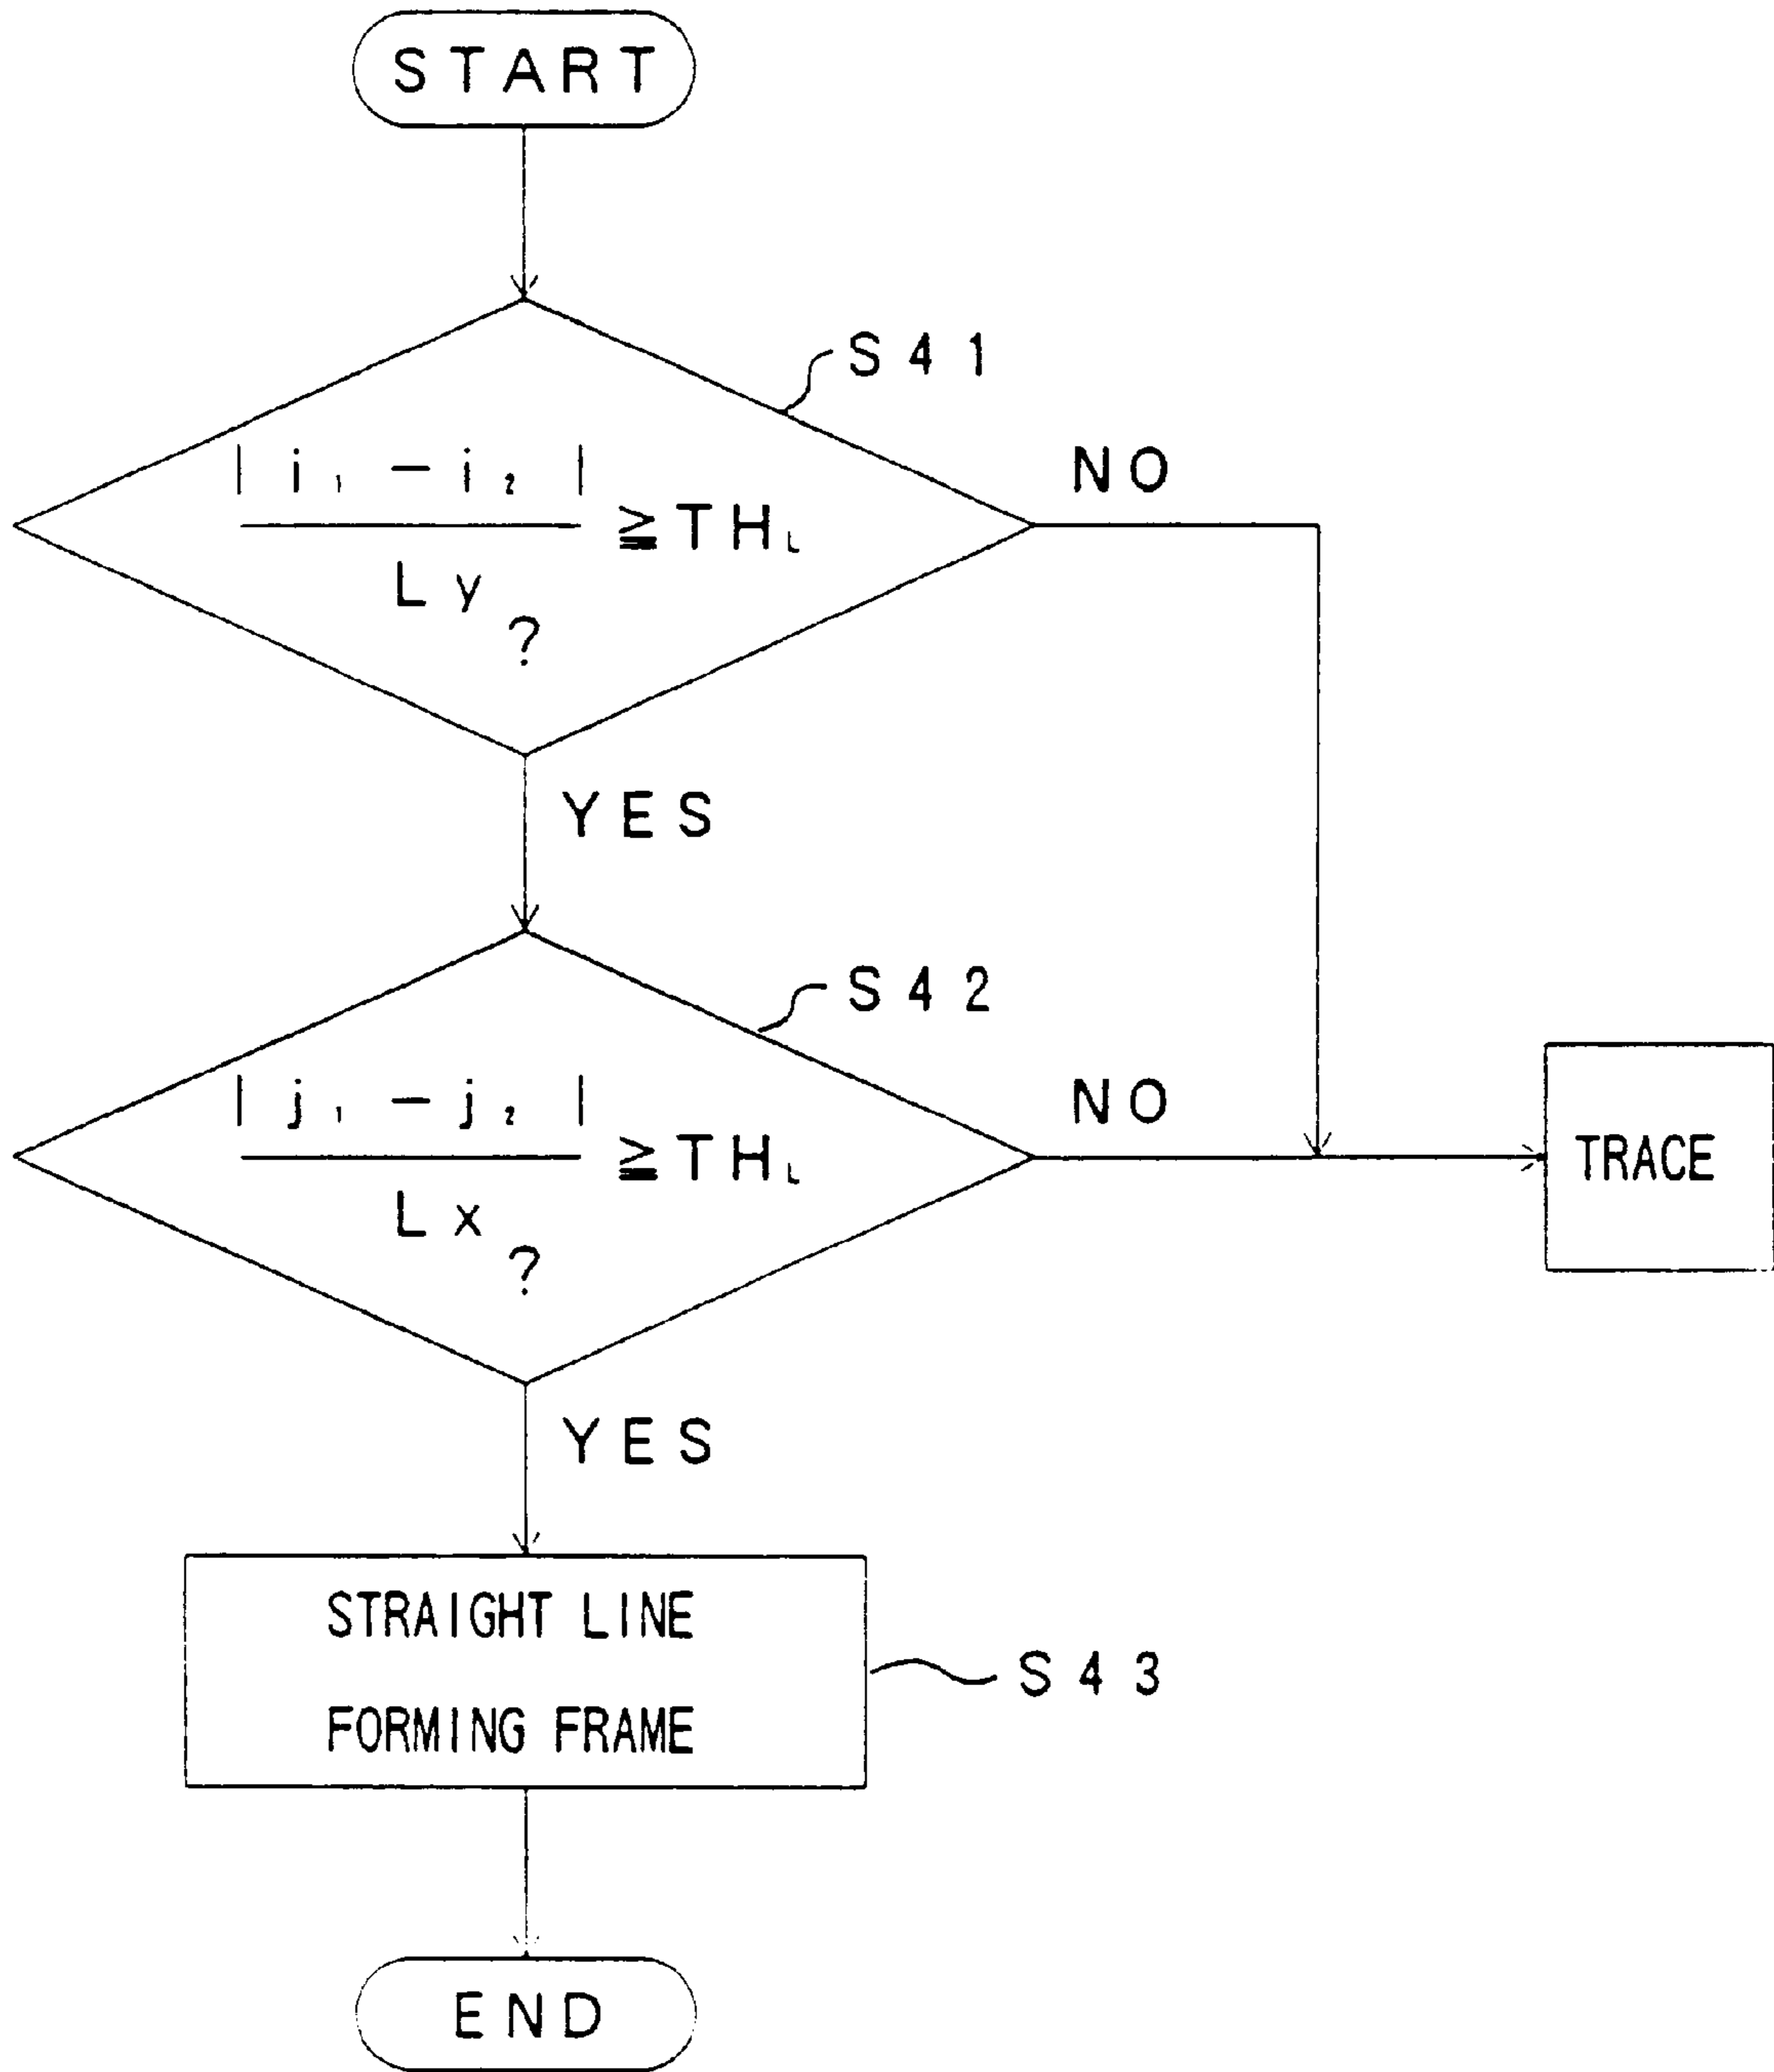 START
S41
| i₁ − i₂ |
≧ TH_L
Ly
?
NO
YES
S42
| j₁ − j₂ |
≧ TH_L
Lx
?
NO
TRACE
YES
STRAIGHT LINE
FORMING FRAME
S43
END